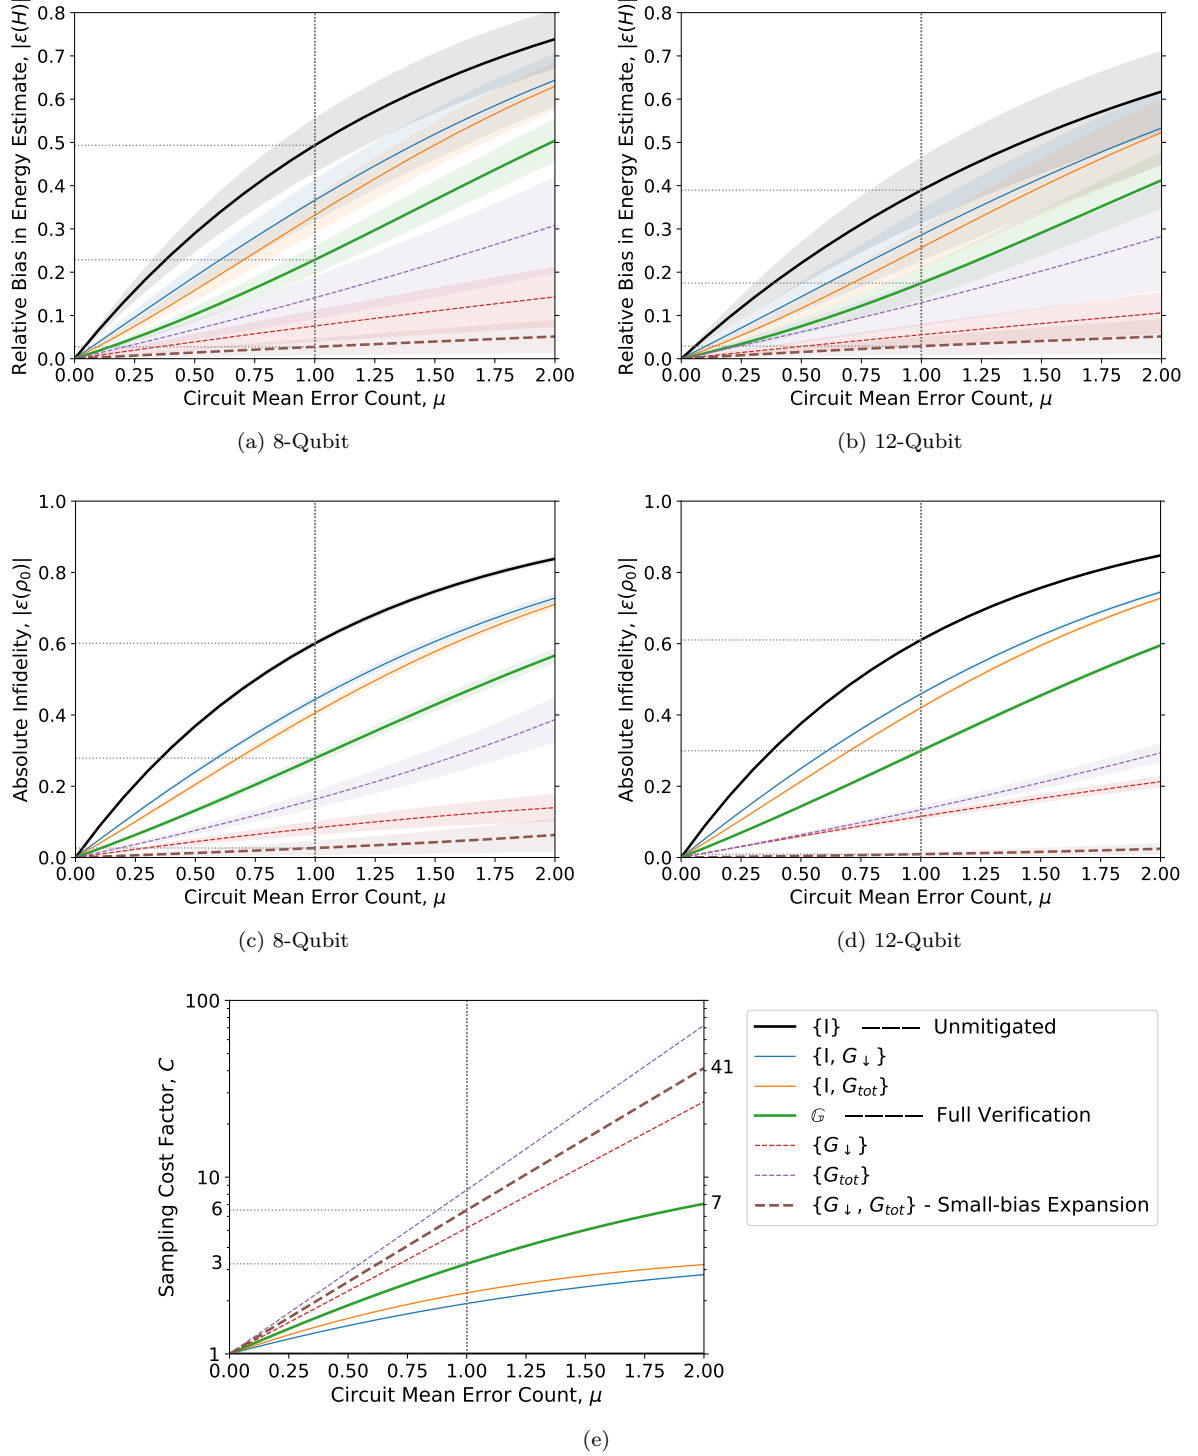 Relative Bias in Energy Estimate, |ε(H)|
0.8
0.7
0.6
0.5
0.4
0.3
0.2
0.1
0.0
0.00 0.25 0.50 0.75 1.00 1.25 1.50 1.75 2.00
Circuit Mean Error Count, μ
(a) 8-Qubit
Relative Bias in Energy Estimate, |ε(H)|
0.8
0.7
0.6
0.5
0.4
0.3
0.2
0.1
0.0
0.00 0.25 0.50 0.75 1.00 1.25 1.50 1.75 2.00
Circuit Mean Error Count, μ
(b) 12-Qubit
Absolute Infidelity, |ε(ρ₀)|
1.0
0.8
0.6
0.4
0.2
0.0
0.00 0.25 0.50 0.75 1.00 1.25 1.50 1.75 2.00
Circuit Mean Error Count, μ
(c) 8-Qubit
Absolute Infidelity, |ε(ρ₀)|
1.0
0.8
0.6
0.4
0.2
0.0
0.00 0.25 0.50 0.75 1.00 1.25 1.50 1.75 2.00
Circuit Mean Error Count, μ
(d) 12-Qubit
Sampling Cost Factor, C
100
10
6
3
1
41
7
0.00 0.25 0.50 0.75 1.00 1.25 1.50 1.75 2.00
Circuit Mean Error Count, μ
{I} ——— Unmitigated
{I, G↓}
{I, Gtot}
𝔾 ———— Full Verification
{G↓}
{Gtot}
{G↓, Gtot} - Small-bias Expansion
(e)